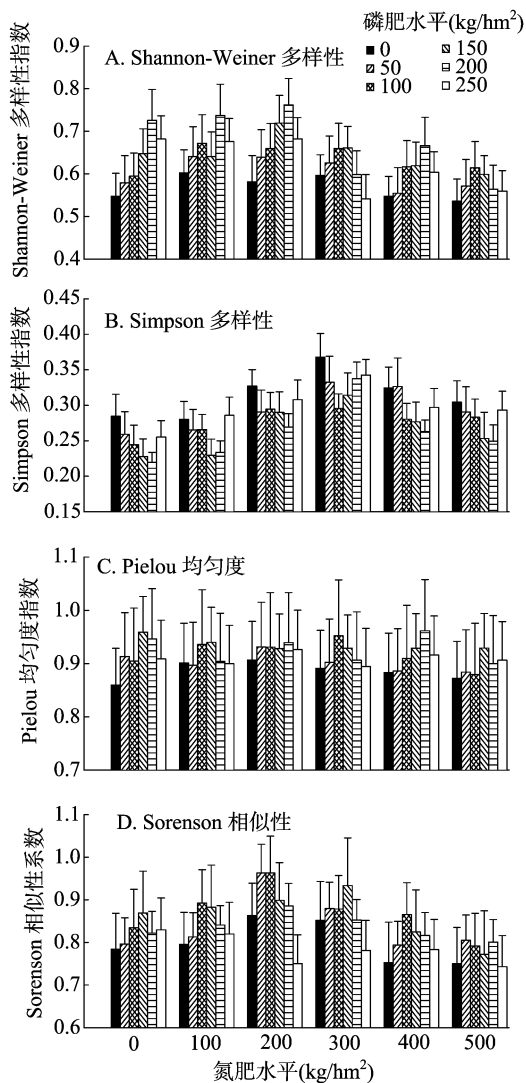 磷肥水平(kg/hm²)
0 150
50 200
100 250
A. Shannon-Weiner 多样性
Shannon-Weiner 多样性指数
0.9
0.8
0.7
0.6
0.5
0.4
B. Simpson 多样性
Simpson 多样性指数
0.45
0.40
0.35
0.30
0.25
0.15
C. Pielou 均匀度
Pielou 均匀度指数
1.1
1.0
0.9
0.8
0.7
D. Sorenson 相似性
Sorenson 相似性系数
1.1
1.0
0.9
0.8
0.7
0.6
0 100 200 300 400 500
氮肥水平(kg/hm²)